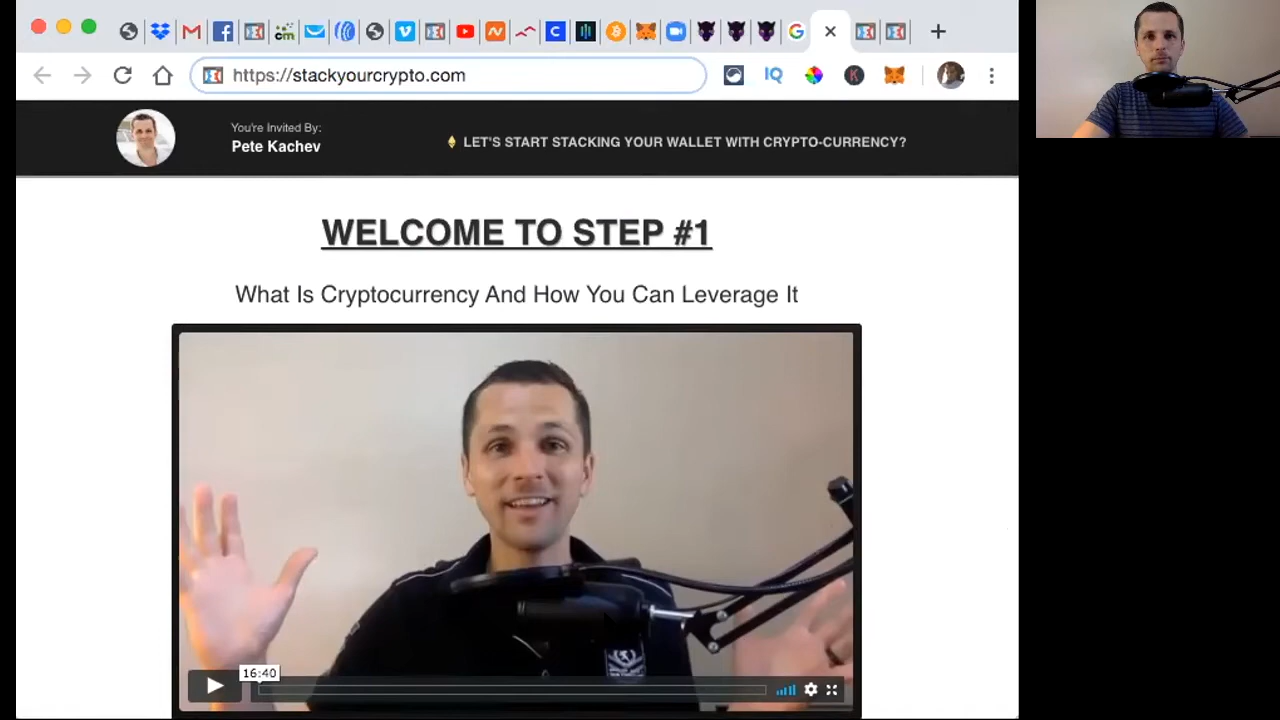 https://stackyourcrypto.com
You're Invited By:
Pete Kachev
LET'S START STACKING YOUR WALLET WITH CRYPTO-CURRENCY?
WELCOME TO STEP #1
What Is Cryptocurrency And How You Can Leverage It
16:40